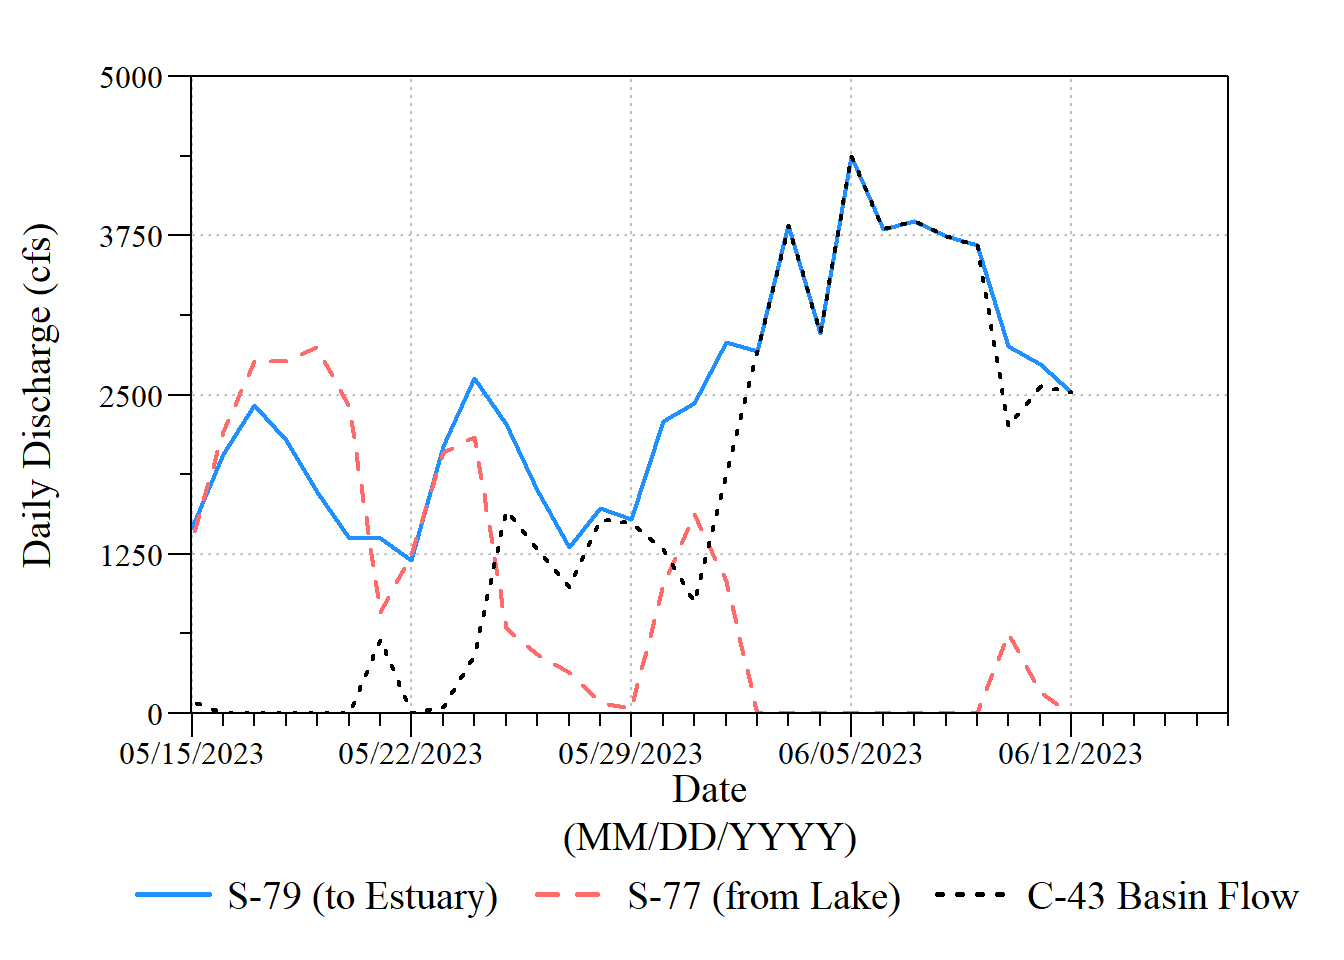 5000
3750
2500
1250
0
Daily Discharge (cfs)
05/15/2023 05/22/2023 05/29/2023 06/05/2023 06/12/2023
Date
(MM/DD/YYYY)
S-79 (to Estuary) S-77 (from Lake) C-43 Basin Flow